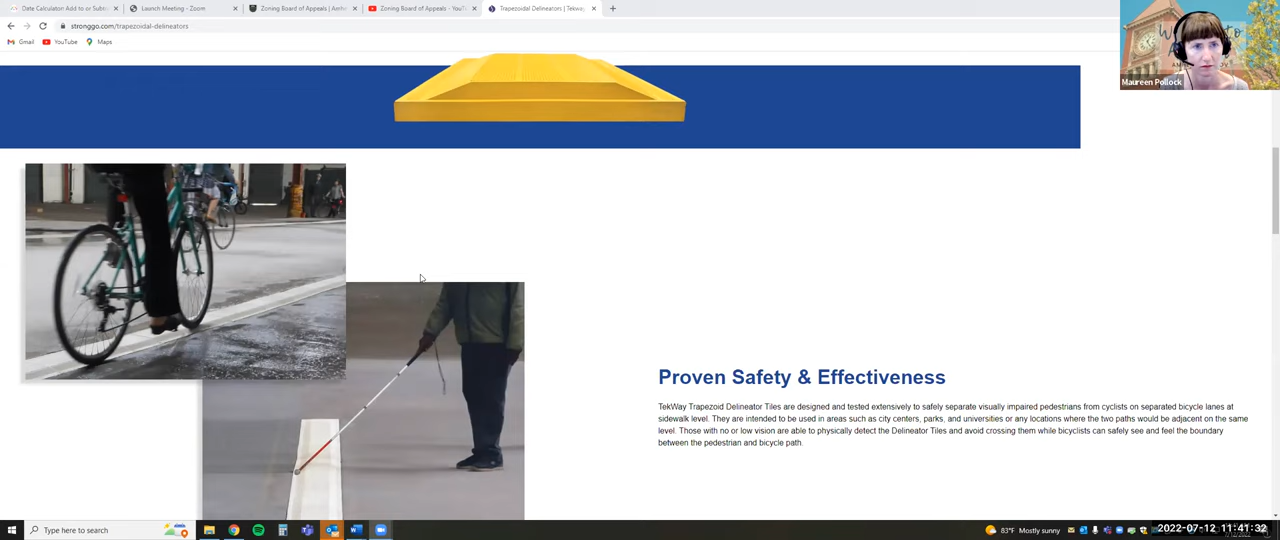 Date Calculator: Add to or Subtr
Launch Meeting - Zoom
Zoning Board of Appeals | Amhe
Zoning Board of Appeals - YouTu
Trapezoidal Delineators | Tekway
stronggo.com/trapezoidal-delineators
Gmail
YouTube
Maps
Maureen Pollock
Proven Safety & Effectiveness
TekWay Trapezoid Delineator Tiles are designed and tested extensively to safely separate visually impaired pedestrians from cyclists on separated bicycle lanes at
sidewalk level. They are intended to be used in areas such as city centers, parks, and universities or any locations where the two paths would be adjacent on the same
level. Those with no or low vision are able to physically detect the Delineator Tiles and avoid crossing them while bicyclists can safely see and feel the boundary
between the pedestrian and bicycle path.
Type here to search
83°F Mostly sunny
2022-07-12 11:41:32